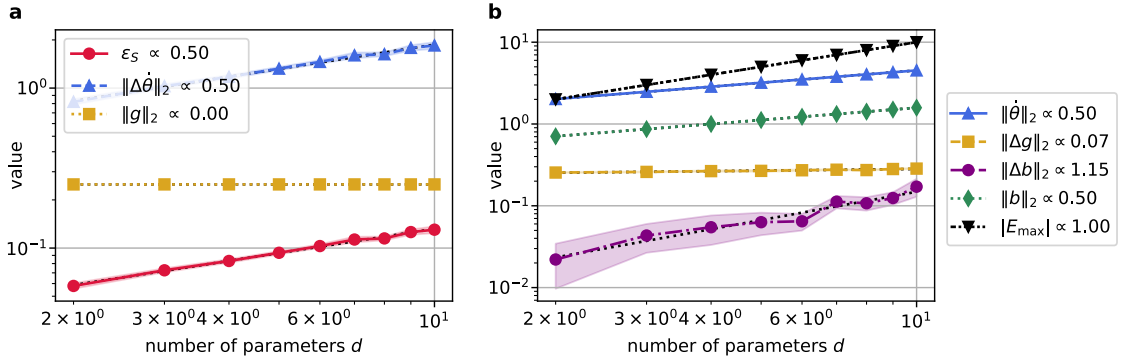 a
value
10⁰
10⁻¹
ε_S ∝ 0.50
‖Δθ̇‖₂ ∝ 0.50
‖g‖₂ ∝ 0.00
2 × 10⁰
3 × 10⁰
4 × 10⁰
6 × 10⁰
10¹
number of parameters d
b
value
10¹
10⁰
10⁻¹
10⁻²
2 × 10⁰
3 × 10⁰
4 × 10⁰
6 × 10⁰
10¹
number of parameters d
‖θ̇‖₂ ∝ 0.50
‖Δg‖₂ ∝ 0.07
‖Δb‖₂ ∝ 1.15
‖b‖₂ ∝ 0.50
|E_max| ∝ 1.00